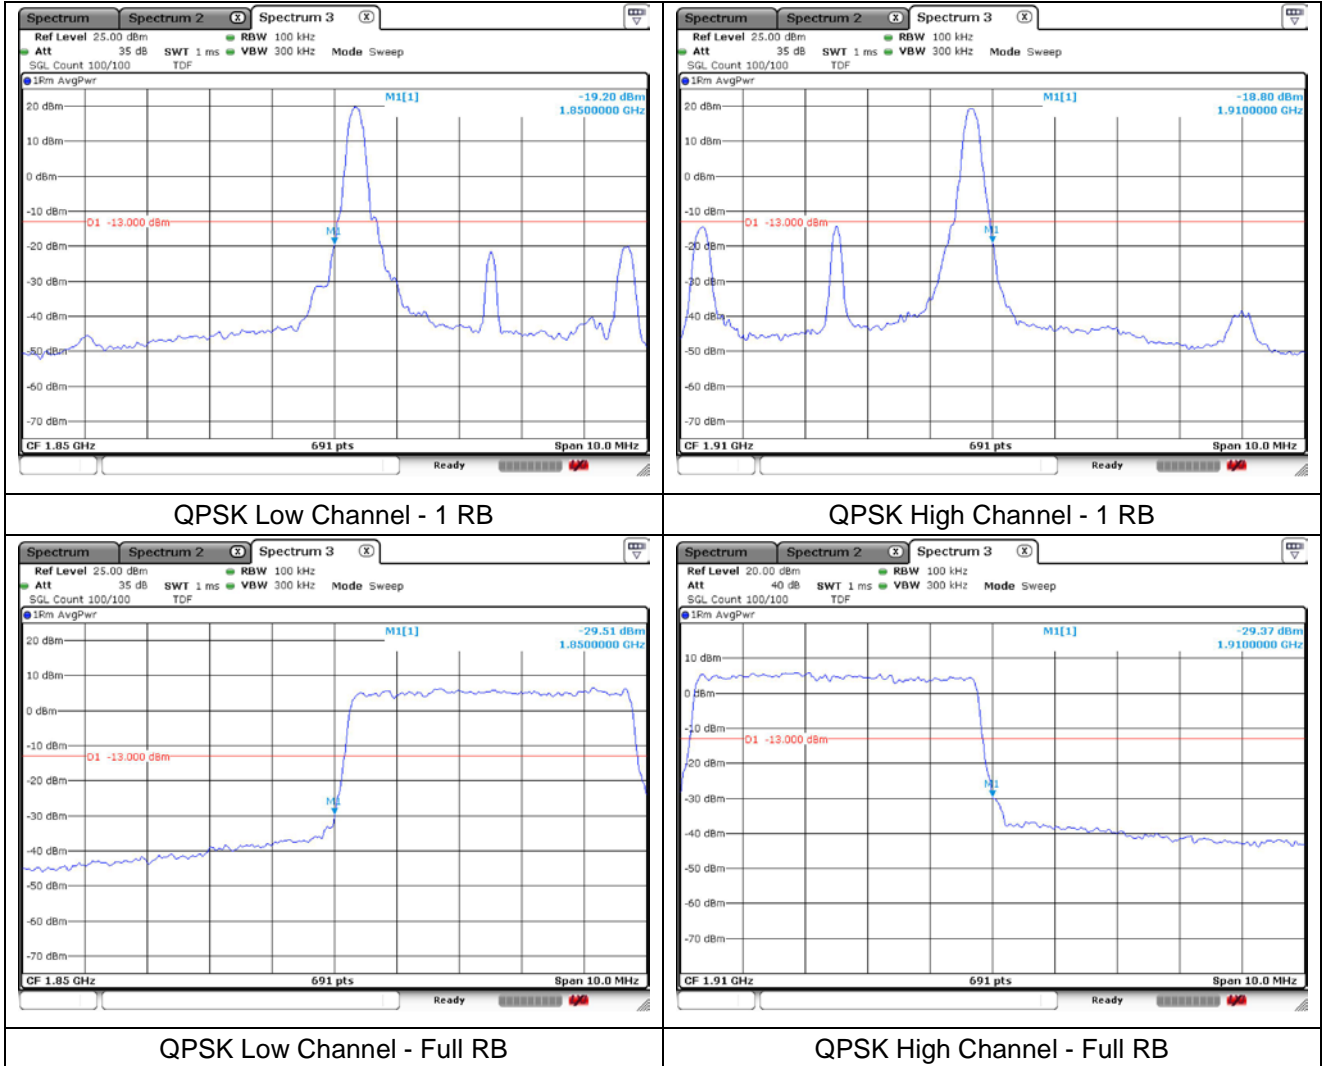 Spectrum Spectrum 2 X Spectrum 3 X
Ref Level 25.00 dBm RBW 100 kHz
Att 35 dB SWT 1 ms VBW 300 kHz Mode Sweep
SGL Count 100/100 TDF
1Rm AvgPwr
M1[1] -19.20 dBm
1.8500000 GHz
20 dBm
10 dBm
0 dBm
-10 dBm
D1 -13.000 dBm
M1
-20 dBm
-30 dBm
-40 dBm
-50 dBm
-60 dBm
-70 dBm
CF 1.85 GHz 691 pts Span 10.0 MHz
Ready
QPSK Low Channel - 1 RB
Spectrum Spectrum 2 X Spectrum 3 X
Ref Level 25.00 dBm RBW 100 kHz
Att 35 dB SWT 1 ms VBW 300 kHz Mode Sweep
SGL Count 100/100 TDF
1Rm AvgPwr
M1[1] -18.80 dBm
1.9100000 GHz
20 dBm
10 dBm
0 dBm
-10 dBm
D1 -13.000 dBm
M1
-20 dBm
-30 dBm
-40 dBm
-50 dBm
-60 dBm
-70 dBm
CF 1.91 GHz 691 pts Span 10.0 MHz
Ready
QPSK High Channel - 1 RB
Spectrum Spectrum 2 X Spectrum 3 X
Ref Level 25.00 dBm RBW 100 kHz
Att 35 dB SWT 1 ms VBW 300 kHz Mode Sweep
SGL Count 100/100 TDF
1Rm AvgPwr
M1[1] -29.51 dBm
1.8500000 GHz
20 dBm
10 dBm
0 dBm
-10 dBm
D1 -13.000 dBm
-20 dBm
M1
-30 dBm
-40 dBm
-50 dBm
-60 dBm
-70 dBm
CF 1.85 GHz 691 pts Span 10.0 MHz
Ready
QPSK Low Channel - Full RB
Spectrum Spectrum 2 X Spectrum 3 X
Ref Level 20.00 dBm RBW 100 kHz
Att 40 dB SWT 1 ms VBW 300 kHz Mode Sweep
SGL Count 100/100 TDF
1Rm AvgPwr
M1[1] -29.37 dBm
1.9100000 GHz
10 dBm
0 dBm
-10 dBm
D1 -13.000 dBm
-20 dBm
M1
-30 dBm
-40 dBm
-50 dBm
-60 dBm
-70 dBm
CF 1.91 GHz 691 pts Span 10.0 MHz
Ready
QPSK High Channel - Full RB